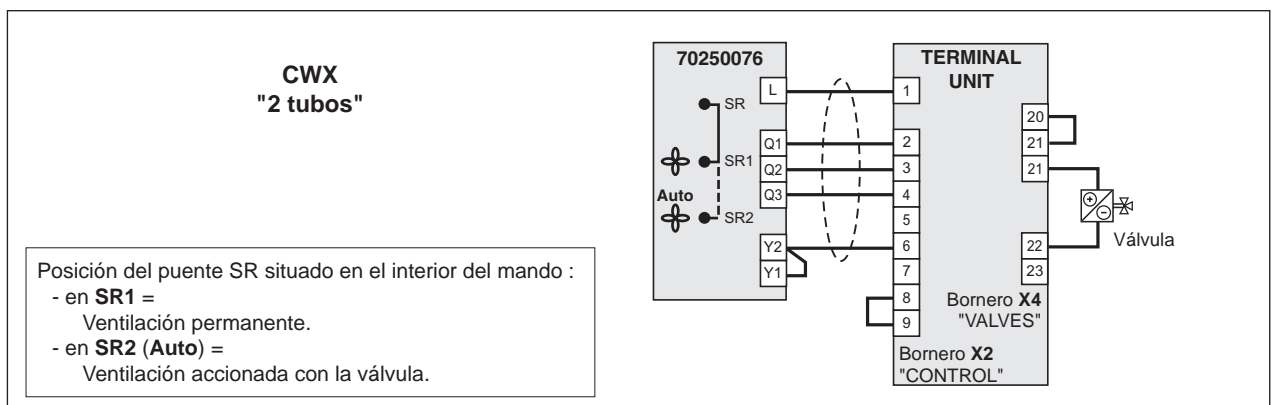 CWX
"2 tubos"
Posición del puente SR situado en el interior del mando :
- en SR1 =
Ventilación permanente.
- en SR2 (Auto) =
Ventilación accionada con la válvula.
70250076
L
SR
Q1
SR1
Q2
Auto
Q3
SR2
Y2
Y1
TERMINAL
UNIT
1
2
3
4
5
6
7
8
9
20
21
21
22
23
Válvula
Bornero X4
"VALVES"
Bornero X2
"CONTROL"